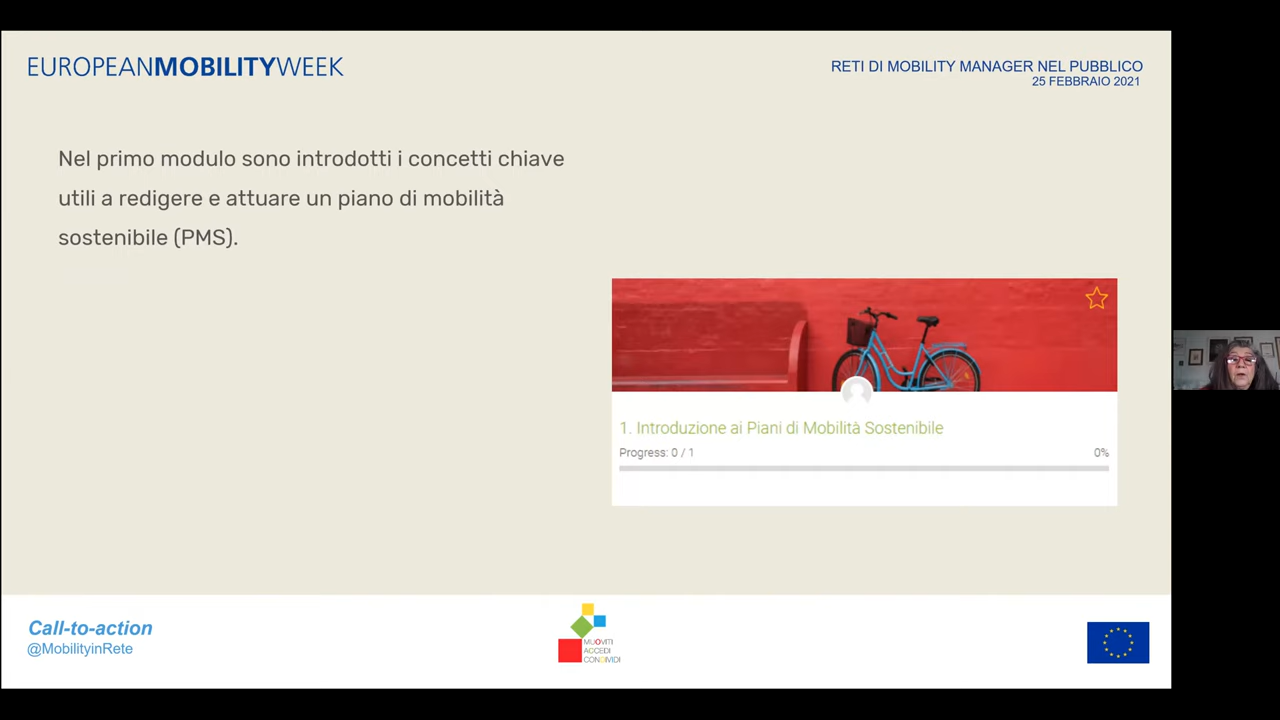 EUROPEANMOBILITYWEEK
RETI DI MOBILITY MANAGER NEL PUBBLICO
25 FEBBRAIO 2021
Nel primo modulo sono introdotti i concetti chiave
utili a redigere e attuare un piano di mobilità
sostenibile (PMS).
1. Introduzione ai Piani di Mobilità Sostenibile
Progress: 0 / 1
0%
Call-to-action
@MobilityinRete
MUOVITI
ACCEDI
CONDIVIDI